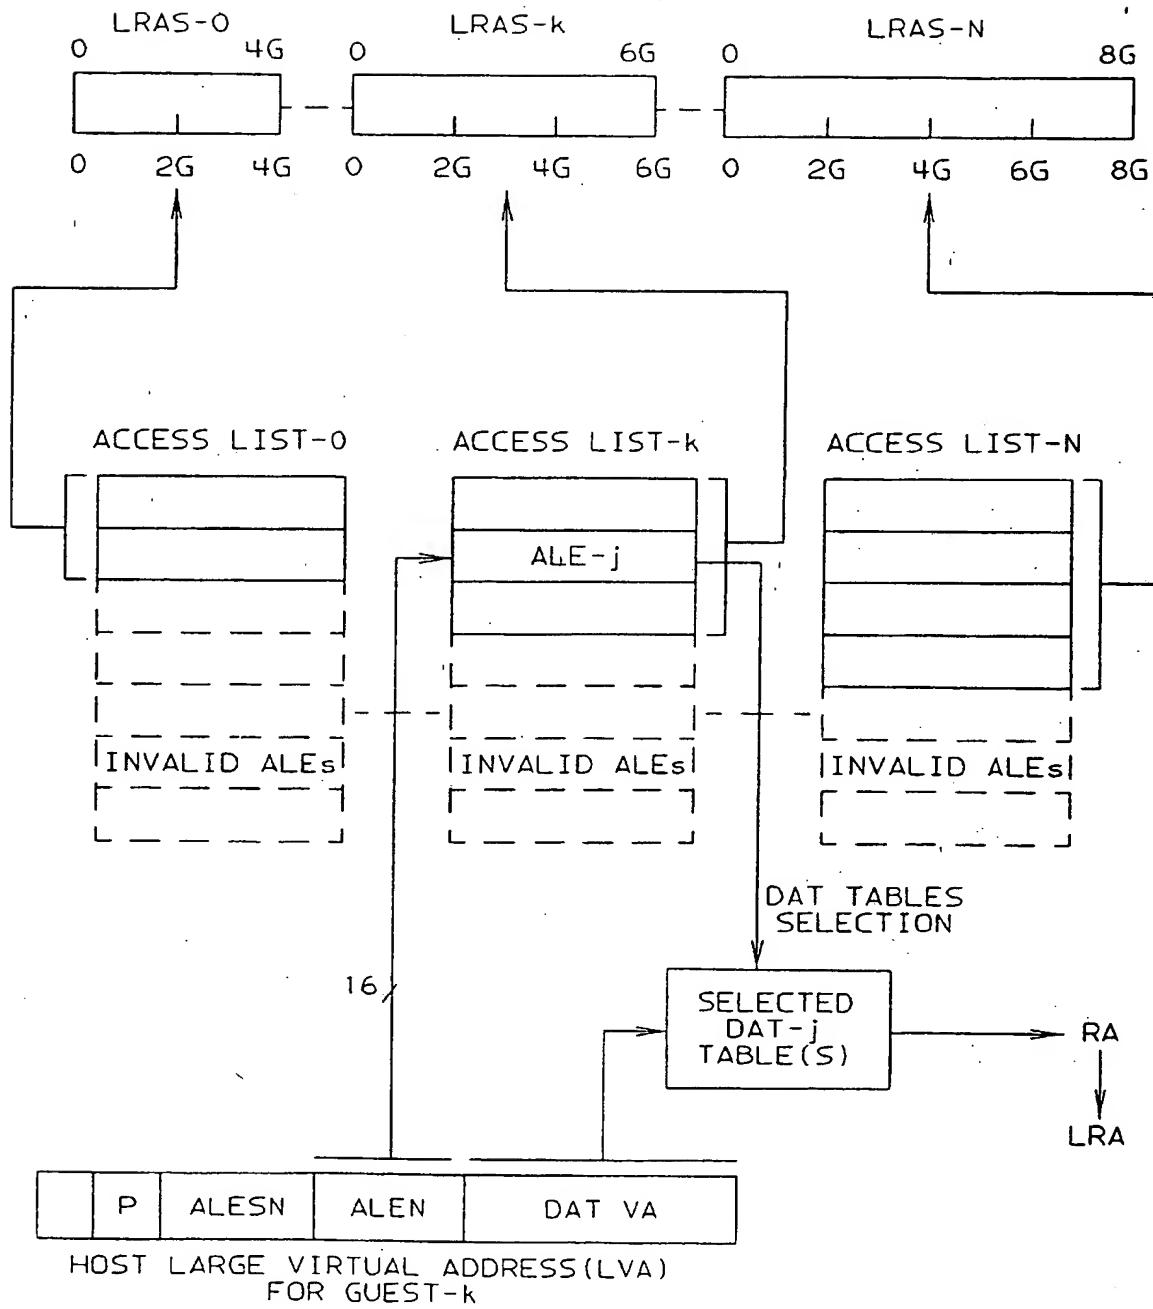 LRAS-0 LRAS-k LRAS-N
0 4G 0 6G 0 8G
0 2G 4G 0 2G 4G 6G 0 2G 4G 6G 8G
ACCESS LIST-0 ACCESS LIST-k ACCESS LIST-N
ALE-j
INVALID ALEs INVALID ALEs INVALID ALEs
DAT TABLES
SELECTION
16
SELECTED
DAT-j
TABLE(S)
RA
LRA
P ALESN ALEN DAT VA
HOST LARGE VIRTUAL ADDRESS(LVA)
FOR GUEST-k